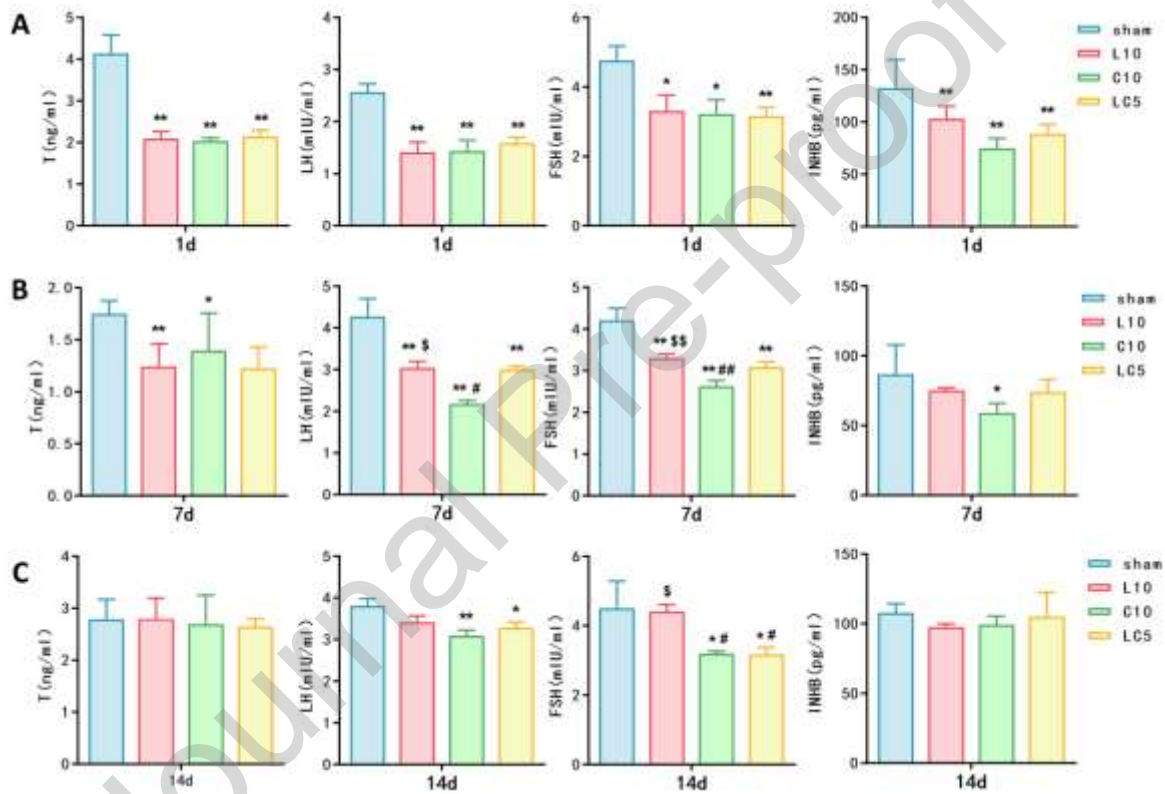 A
T(ng/ml)
5
4
3
2
1
0
**
**
**
1d
LH(mIU/ml)
4
3
2
1
0
**
**
**
1d
FSH(mIU/ml)
6
4
2
0
*
*
**
1d
INHB(pg/ml)
200
150
100
50
0
**
**
**
1d
sham
L10
C10
LC5
B
T(ng/ml)
2.0
1.5
1.0
0.5
0.0
**
*
7d
LH(mIU/ml)
5
4
3
2
1
0
** $
** #
**
7d
FSH(mIU/ml)
5
4
3
2
1
0
** $$
** ##
**
7d
INHB(pg/ml)
150
100
50
0
*
7d
sham
L10
C10
LC5
C
T(ng/ml)
4
3
2
1
0
14d
LH(mIU/ml)
5
4
3
2
1
0
**
*
14d
FSH(mIU/ml)
6
4
2
0
$
* #
* #
14d
INHB(pg/ml)
150
100
50
0
14d
sham
L10
C10
LC5
Journal Pre-proof